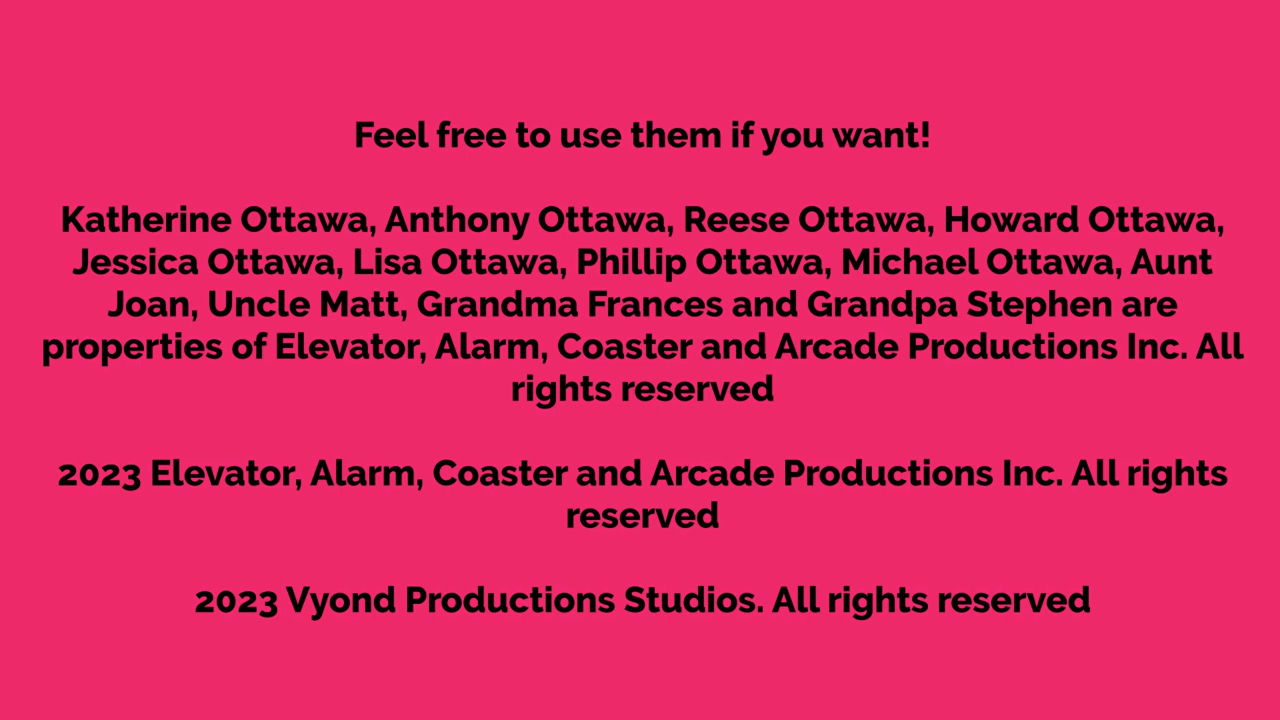 Feel free to use them if you want!
Katherine Ottawa, Anthony Ottawa, Reese Ottawa, Howard Ottawa,
Jessica Ottawa, Lisa Ottawa, Phillip Ottawa, Michael Ottawa, Aunt
Joan, Uncle Matt, Grandma Frances and Grandpa Stephen are
properties of Elevator, Alarm, Coaster and Arcade Productions Inc. All
rights reserved
2023 Elevator, Alarm, Coaster and Arcade Productions Inc. All rights
reserved
2023 Vyond Productions Studios. All rights reserved